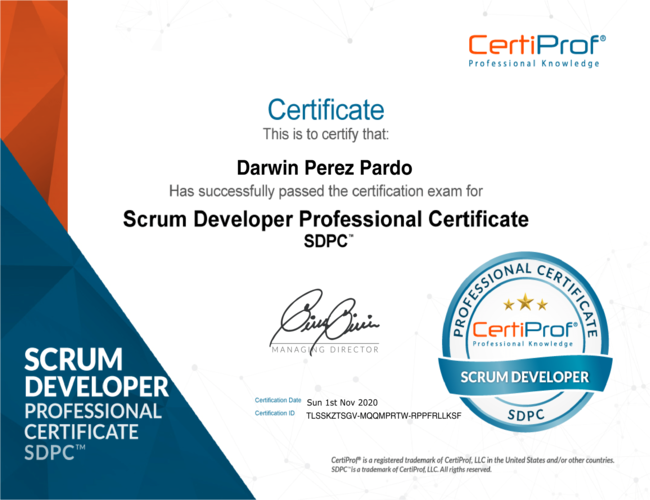 CertiProf®
Professional Knowledge
Certificate
This is to certify that:
Darwin Perez Pardo
Has successfully passed the certification exam for
Scrum Developer Professional Certificate
SDPC™
MANAGING DIRECTOR
Certification Date Sun 1st Nov 2020
Certification ID TLSSKZTSGV-MQQMPRTW-RPPFRLLKSF
SCRUM
DEVELOPER
PROFESSIONAL
CERTIFICATE
SDPC™
PROFESSIONAL CERTIFICATE
CertiProf®
Professional Knowledge
SCRUM DEVELOPER
SDPC
CertiProf® is a registered trademark of CertiProf, LLC in the United States and/or other countries.
SDPC™ is a trademark of CertiProf, LLC. All rigths reserved.